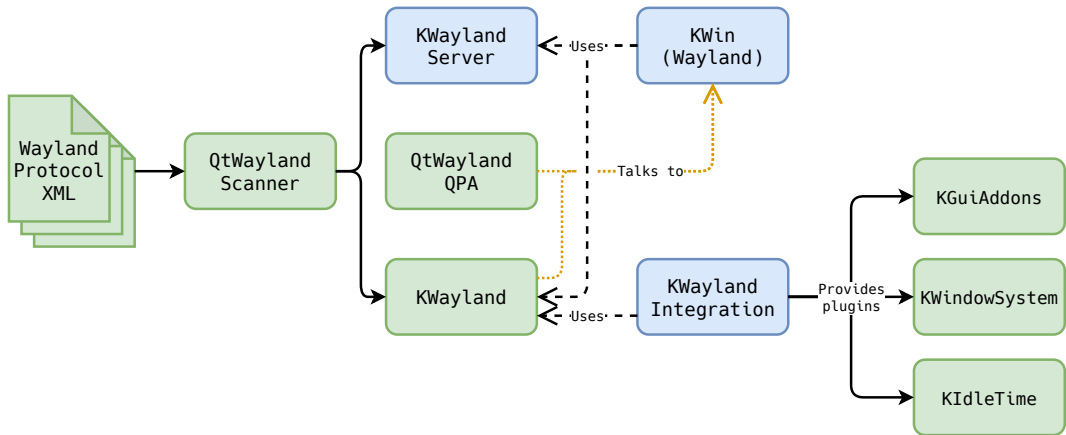 KWayland
Server
Uses
KWin
(Wayland)
Wayland
Protocol
XML
QtWayland
Scanner
QtWayland
QPA
Talks to
KGuiAddons
KWayland
Uses
KWayland
Integration
Provides
plugins
KWindowSystem
KIdleTime